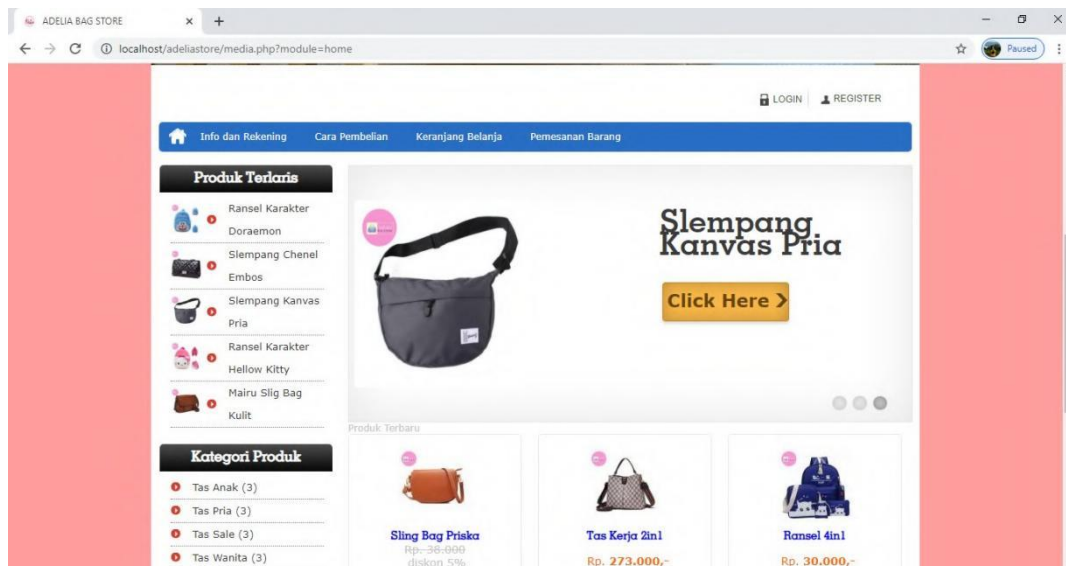 ADELIA BAG STORE
localhost/adeliastore/media.php?module=home
Paused
LOGIN
REGISTER
Info dan Rekening
Cara Pembelian
Keranjang Belanja
Pemesanan Barang
Produk Terlaris
Ransel Karakter
Doraemon
Slempang Chenel
Embos
Slempang Kanvas
Pria
Ransel Karakter
Hellow Kitty
Mairu Slig Bag
Kulit
Slempang
Kanvas Pria
Click Here
Kategori Produk
Tas Anak (3)
Tas Pria (3)
Tas Sale (3)
Tas Wanita (3)
Produk Terbaru
Sling Bag Priska
Rp. 38.000
diskon 5%
Tas Kerja 2in1
Rp. 273.000,-
Ransel 4in1
Rp. 30.000,-